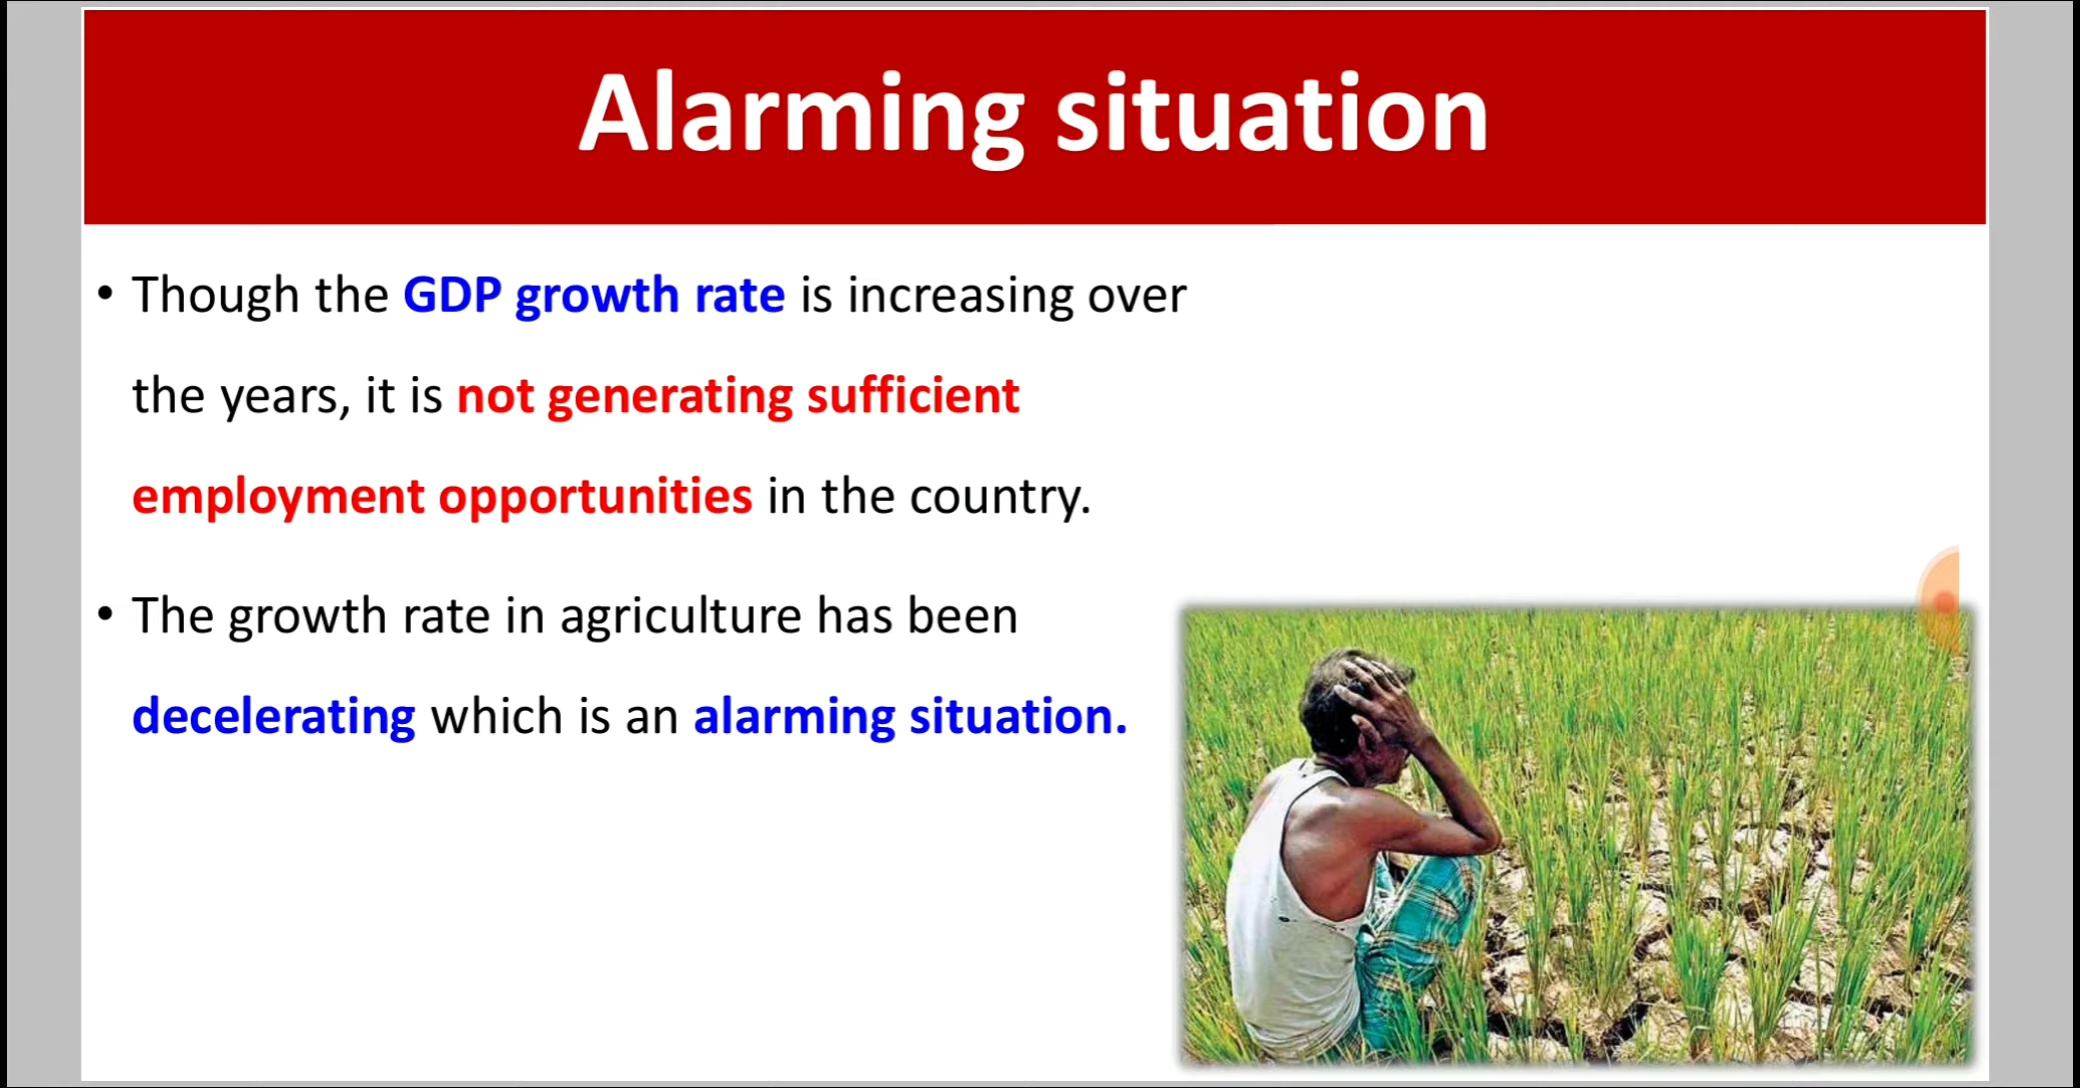 Alarming situation
• Though the GDP growth rate is increasing over
the years, it is not generating sufficient
employment opportunities in the country.
• The growth rate in agriculture has been
decelerating which is an alarming situation.